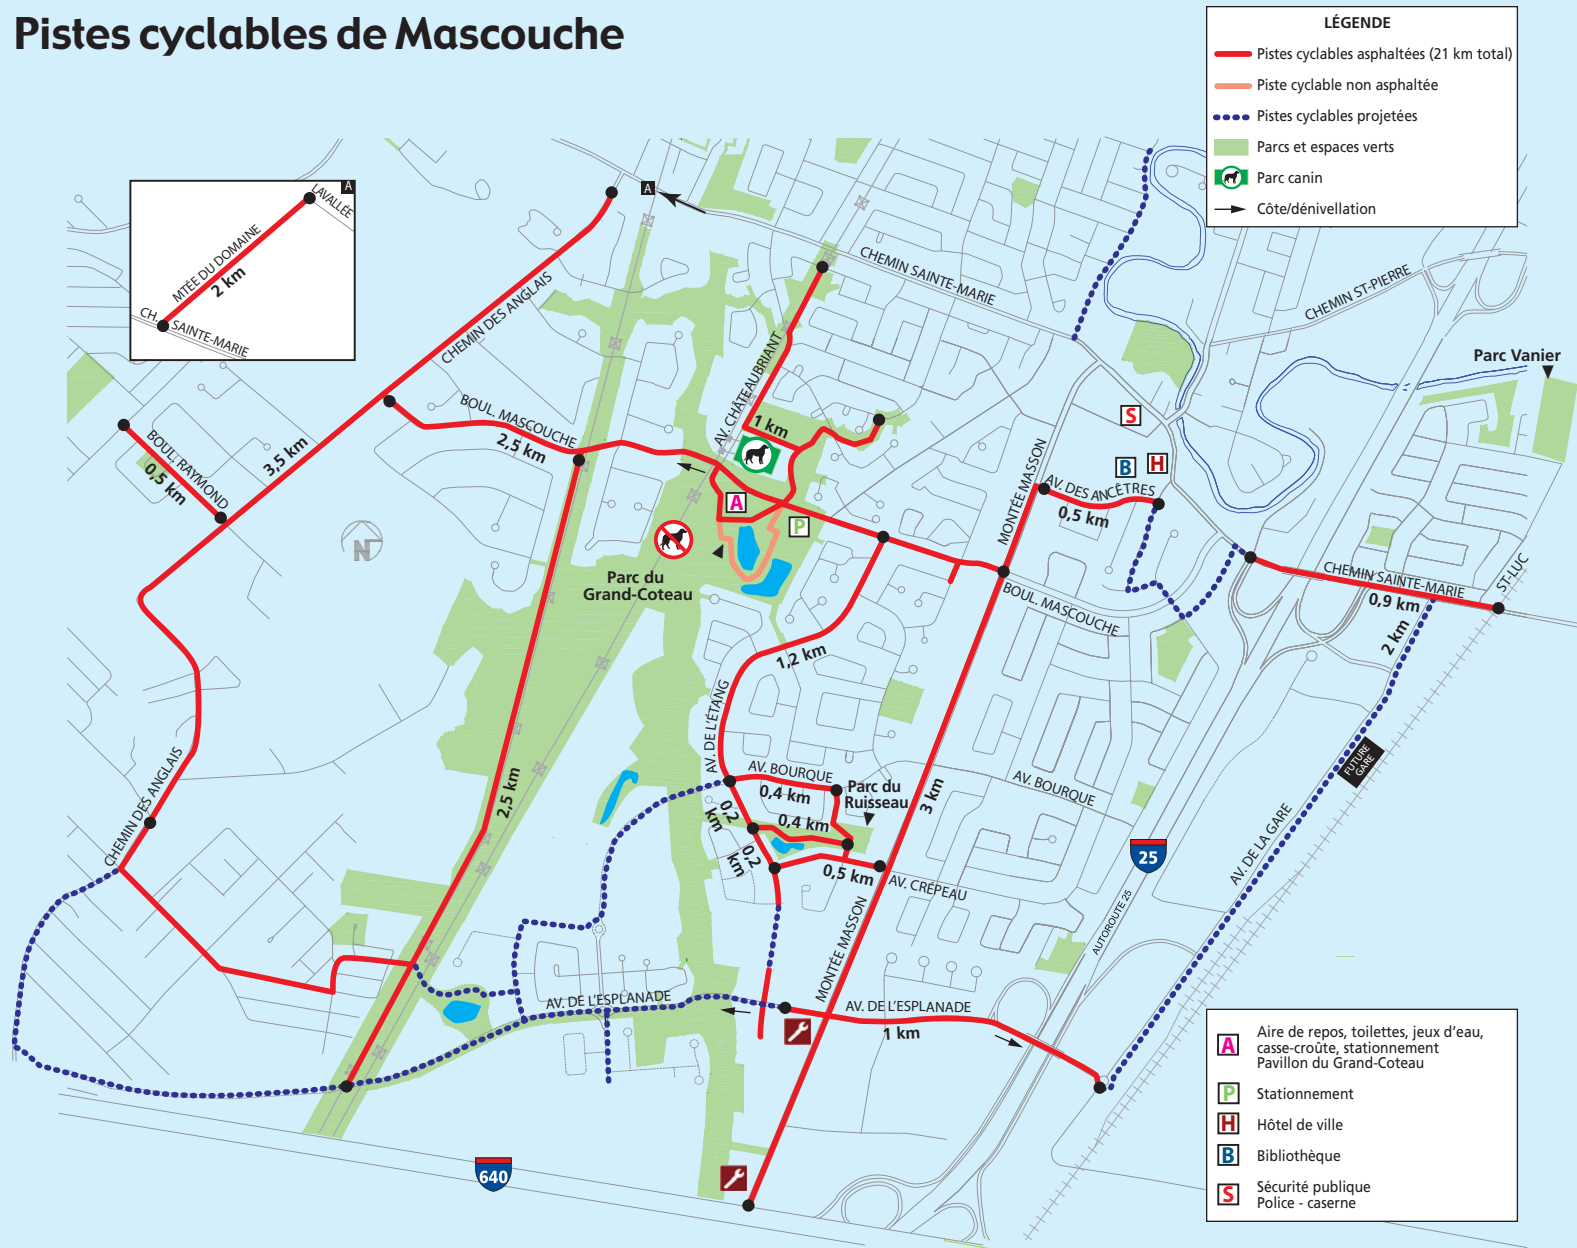 Pistes cyclables de Mascouche
LÉGENDE
Pistes cyclables asphaltées (21 km total)
Piste cyclable non asphaltée
Pistes cyclables projetées
Parcs et espaces verts
Parc canin
Côte/dénivellation
A
LAVALLÉE
MTÉE DU DOMAINE
2 km
CH. SAINTE-MARIE
A
CHEMIN SAINTE-MARIE
CHEMIN ST-PIERRE
Parc Vanier
CHEMIN DES ANGLAIS
AV. CHÂTEAUBRIANT
BOUL. MASCOUCHE
2,5 km
1 km
BOUL. RAYMOND
0,5 km
3,5 km
S
B
H
MONTÉE MASSON
AV. DES ANCÊTRES
0,5 km
A
P
N
Parc du
Grand-Coteau
BOUL. MASCOUCHE
CHEMIN SAINTE-MARIE
0,9 km
ST-LUC
2 km
1,2 km
AV. DE L'ÉTANG
AV. BOURQUE
0,4 km
Parc du
Ruisseau
AV. BOURQUE
FUTURE
GARE
CHEMIN DES ANGLAIS
2,5 km
0,2
km
0,4 km
3 km
0,2
km
0,5 km
AV. CRÉPEAU
25
AV. DE LA GARE
AUTOROUTE 25
MONTÉE MASSON
AV. DE L'ESPLANADE
AV. DE L'ESPLANADE
1 km
640
A
Aire de repos, toilettes, jeux d'eau,
casse-croûte, stationnement
Pavillon du Grand-Coteau
P Stationnement
H Hôtel de ville
B Bibliothèque
S
Sécurité publique
Police - caserne